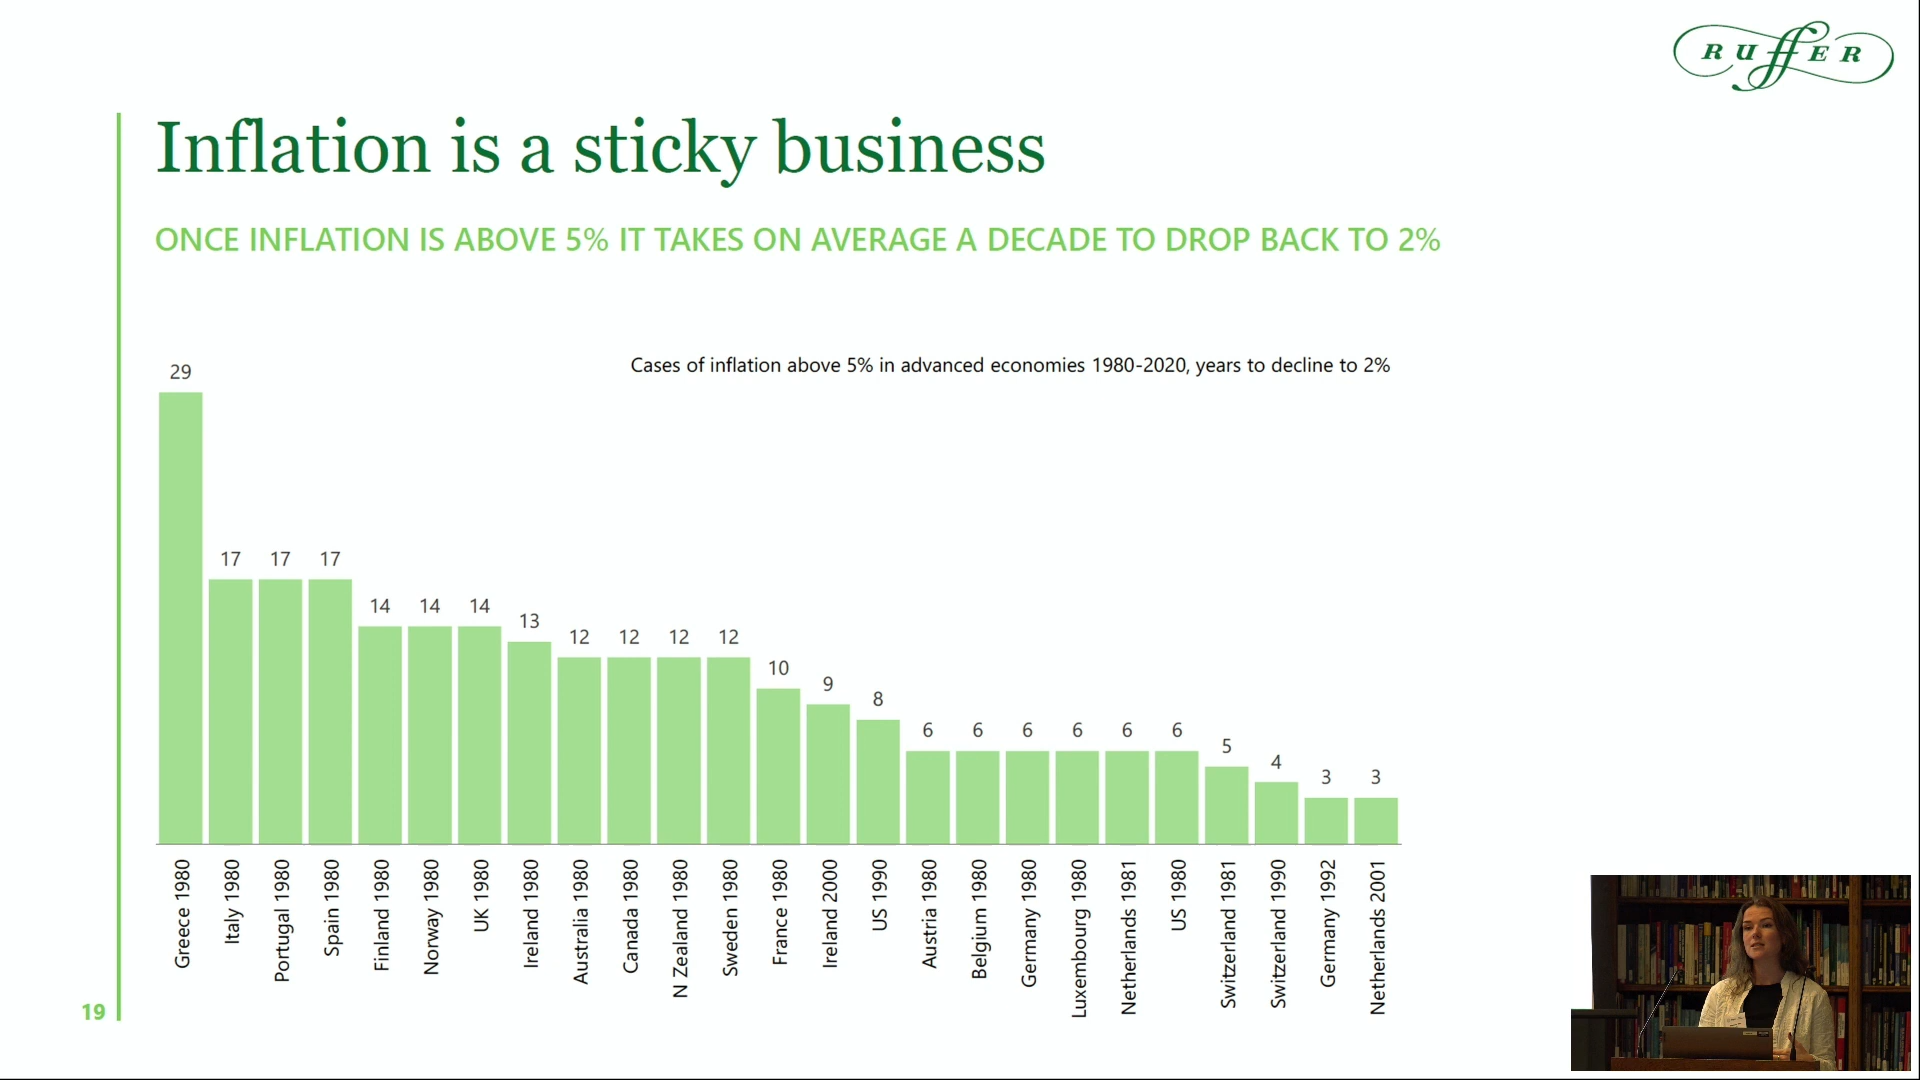 RUFFER
Inflation is a sticky business
ONCE INFLATION IS ABOVE 5% IT TAKES ON AVERAGE A DECADE TO DROP BACK TO 2%
Cases of inflation above 5% in advanced economies 1980-2020, years to decline to 2%
29
17
17
17
14
14
14
13
12
12
12
12
10
9
8
6
6
6
6
6
6
5
4
3
3
Greece 1980
Italy 1980
Portugal 1980
Spain 1980
Finland 1980
Norway 1980
UK 1980
Ireland 1980
Australia 1980
Canada 1980
N Zealand 1980
Sweden 1980
France 1980
Ireland 2000
US 1990
Austria 1980
Belgium 1980
Germany 1980
Luxembourg 1980
Netherlands 1981
US 1980
Switzerland 1981
Switzerland 1990
Germany 1992
Netherlands 2001
19